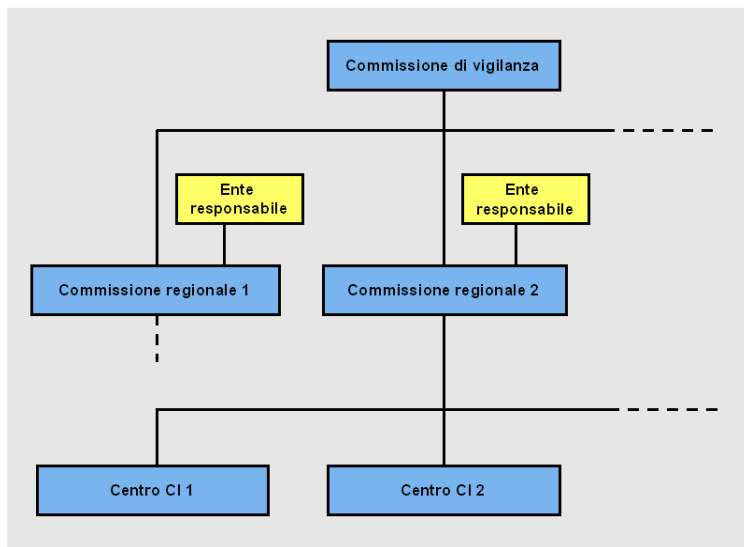 Commissione di vigilanza
Ente
responsabile
Ente
responsabile
Commissione regionale 1
Commissione regionale 2
Centro CI 1
Centro CI 2